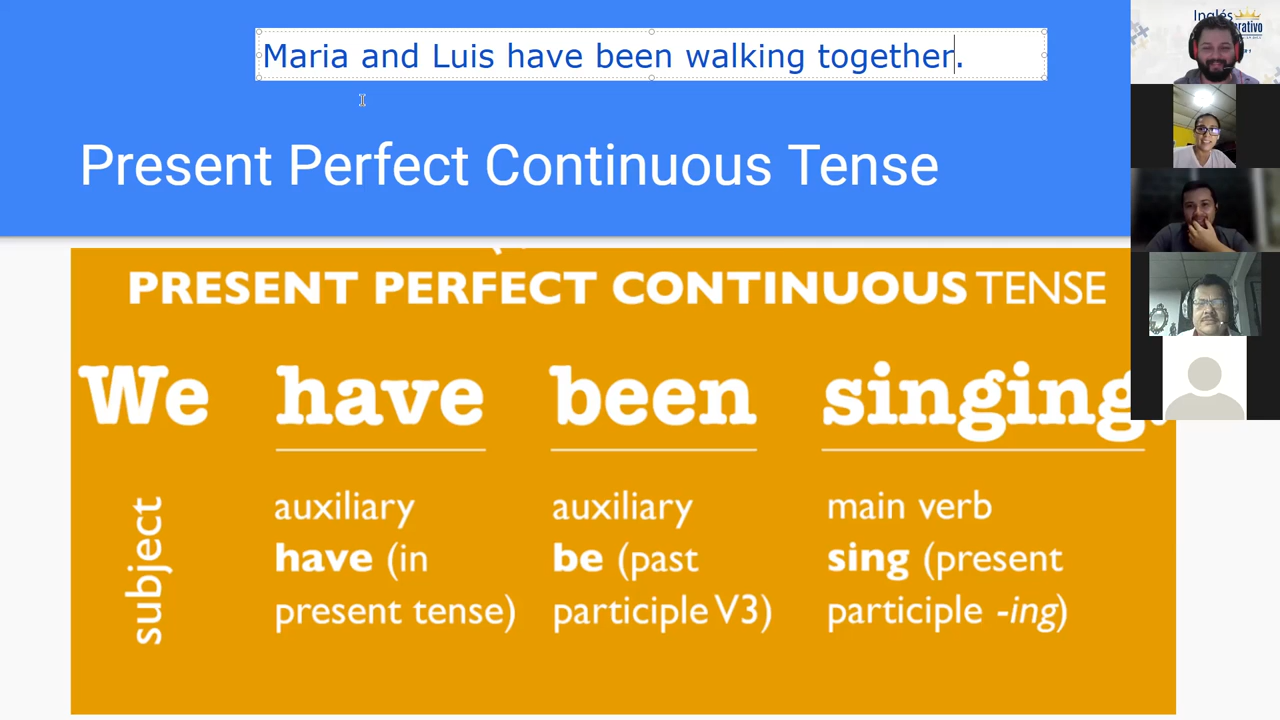 Maria and Luis have been walking together.
Present Perfect Continuous Tense
PRESENT PERFECT CONTINUOUS TENSE
We have been singing.
subject
auxiliary
have (in
present tense)
auxiliary
be (past
participle V3)
main verb
sing (present
participle -ing)
Inglés